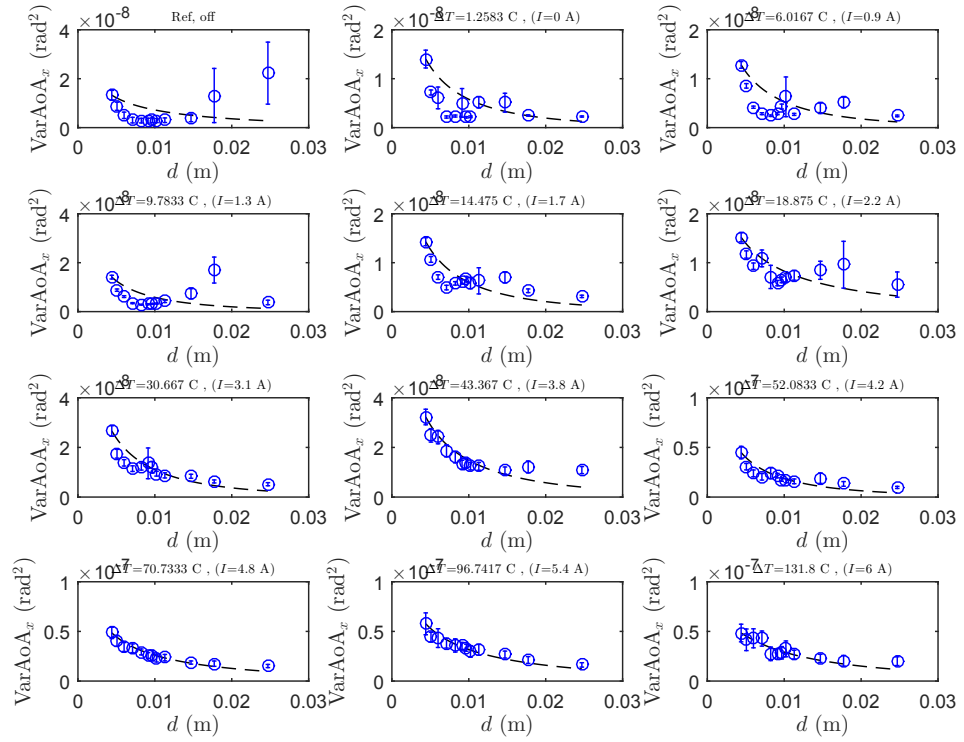 ×10⁻⁸ Ref, off
VarAoAₓ (rad²)
4
2
0
0 0.01 0.02 0.03
d (m)
×10⁻⁸ ΔT=1.2583 C , (I=0 A)
VarAoAₓ (rad²)
2
1
0
0 0.01 0.02 0.03
d (m)
×10⁻⁸ ΔT=6.0167 C , (I=0.9 A)
VarAoAₓ (rad²)
2
1
0
0 0.01 0.02 0.03
d (m)
×10⁻⁸ ΔT=9.7833 C , (I=1.3 A)
VarAoAₓ (rad²)
4
2
0
0 0.01 0.02 0.03
d (m)
×10⁻⁸ ΔT=14.475 C , (I=1.7 A)
VarAoAₓ (rad²)
2
1
0
0 0.01 0.02 0.03
d (m)
×10⁻⁸ ΔT=18.875 C , (I=2.2 A)
VarAoAₓ (rad²)
2
1
0
0 0.01 0.02 0.03
d (m)
×10⁻⁸ ΔT=30.667 C , (I=3.1 A)
VarAoAₓ (rad²)
4
2
0
0 0.01 0.02 0.03
d (m)
×10⁻⁸ ΔT=43.367 C , (I=3.8 A)
VarAoAₓ (rad²)
4
2
0
0 0.01 0.02 0.03
d (m)
×10⁻⁷ ΔT=52.0833 C , (I=4.2 A)
VarAoAₓ (rad²)
1
0.5
0
0 0.01 0.02 0.03
d (m)
×10⁻⁷ ΔT=70.7333 C , (I=4.8 A)
VarAoAₓ (rad²)
1
0.5
0
0 0.01 0.02 0.03
d (m)
×10⁻⁷ ΔT=96.7417 C , (I=5.4 A)
VarAoAₓ (rad²)
1
0.5
0
0 0.01 0.02 0.03
d (m)
×10⁻⁷ ΔT=131.8 C , (I=6 A)
VarAoAₓ (rad²)
1
0.5
0
0 0.01 0.02 0.03
d (m)